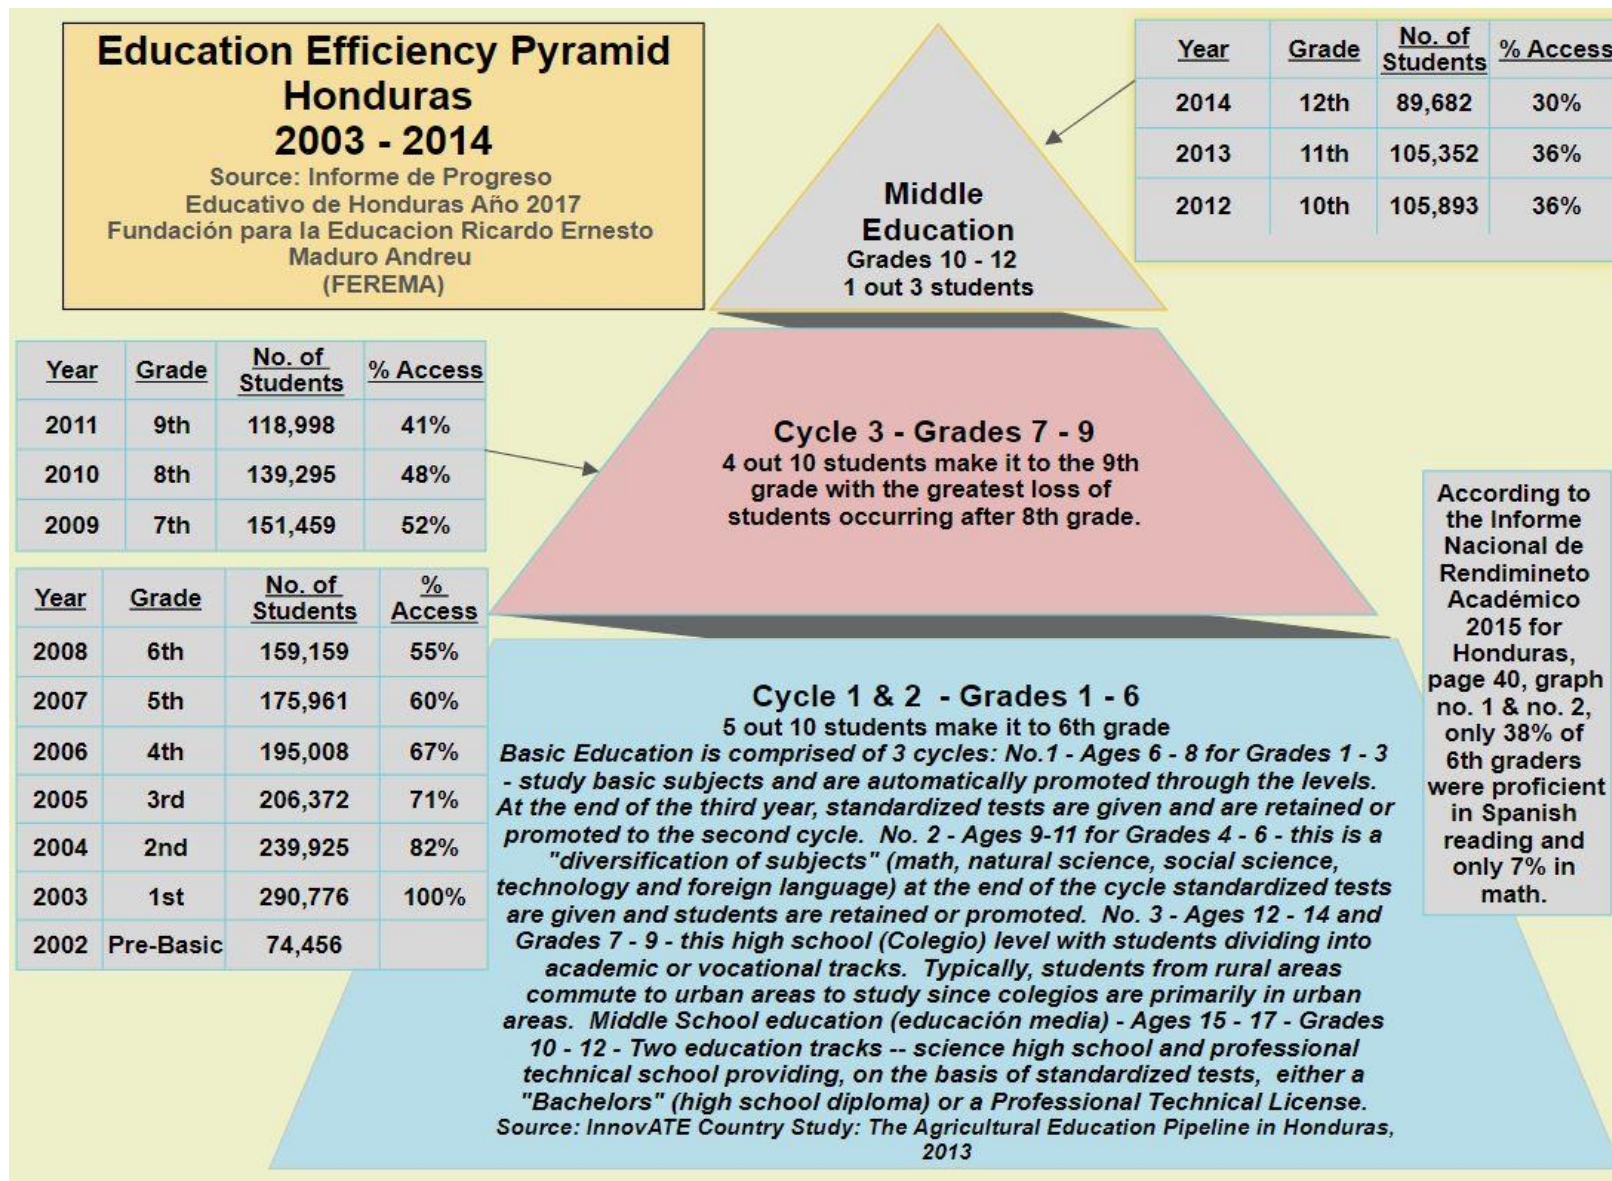 Education Efficiency Pyramid
Honduras
2003 - 2014
Source: Informe de Progreso
Educativo de Honduras Año 2017
Fundación para la Educacion Ricardo Ernesto
Maduro Andreu
(FEREMA)
Year Grade No. of Students % Access
2014 12th 89,682 30%
2013 11th 105,352 36%
2012 10th 105,893 36%
Middle
Education
Grades 10 - 12
1 out 3 students
Year Grade No. of Students % Access
2011 9th 118,998 41%
2010 8th 139,295 48%
2009 7th 151,459 52%
Cycle 3 - Grades 7 - 9
4 out 10 students make it to the 9th
grade with the greatest loss of
students occurring after 8th grade.
According to
the Informe
Nacional de
Rendimineto
Académico
2015 for
Honduras,
page 40, graph
no. 1 & no. 2,
only 38% of
6th graders
were proficient
in Spanish
reading and
only 7% in
math.
Year Grade No. of Students % Access
2008 6th 159,159 55%
2007 5th 175,961 60%
2006 4th 195,008 67%
2005 3rd 206,372 71%
2004 2nd 239,925 82%
2003 1st 290,776 100%
2002 Pre-Basic 74,456
Cycle 1 & 2 - Grades 1 - 6
5 out 10 students make it to 6th grade
Basic Education is comprised of 3 cycles: No.1 - Ages 6 - 8 for Grades 1 - 3
- study basic subjects and are automatically promoted through the levels.
At the end of the third year, standardized tests are given and are retained or
promoted to the second cycle. No. 2 - Ages 9-11 for Grades 4 - 6 - this is a
"diversification of subjects" (math, natural science, social science,
technology and foreign language) at the end of the cycle standardized tests
are given and students are retained or promoted. No. 3 - Ages 12 - 14 and
Grades 7 - 9 - this high school (Colegio) level with students dividing into
academic or vocational tracks. Typically, students from rural areas
commute to urban areas to study since colegios are primarily in urban
areas. Middle School education (educación media) - Ages 15 - 17 - Grades
10 - 12 - Two education tracks -- science high school and professional
technical school providing, on the basis of standardized tests, either a
"Bachelors" (high school diploma) or a Professional Technical License.
Source: InnovATE Country Study: The Agricultural Education Pipeline in Honduras,
2013